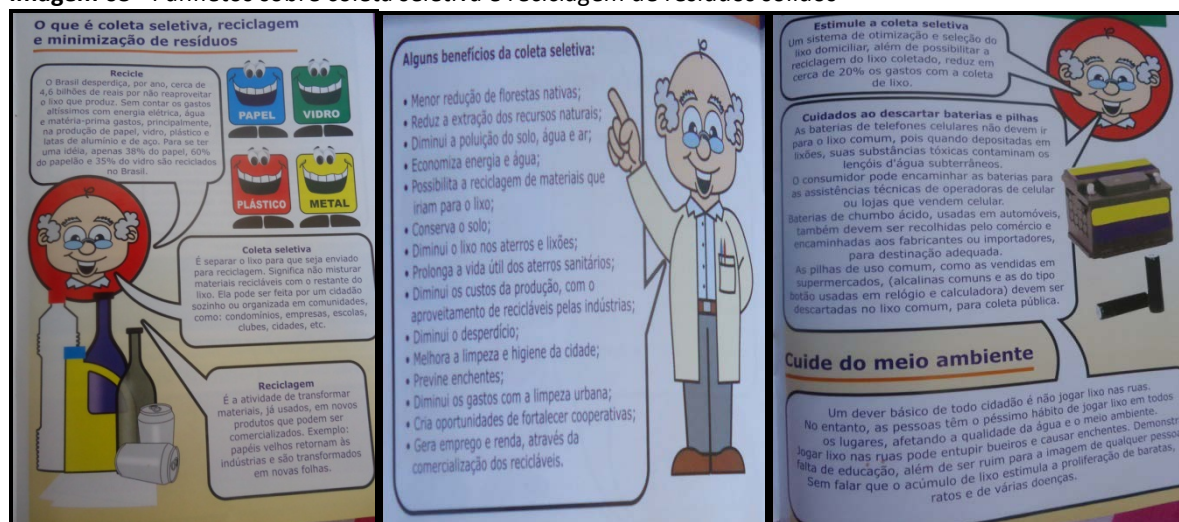 O que é coleta seletiva, reciclagem
e minimização de resíduos
Recicle
O Brasil desperdiça, por ano, cerca de
4,6 bilhões de reais por não reaproveitar
o lixo que produz. Sem contar os gastos
altíssimos com energia elétrica, água
e matéria-prima gastos, principalmente,
na produção de papel, vidro, plástico e
latas de alumínio e de aço. Para se ter
uma idéia, apenas 38% do papel, 60%
do papelão e 35% do vidro são reciclados
no Brasil.
PAPEL
VIDRO
PLÁSTICO
METAL
Coleta seletiva
É separar o lixo para que seja enviado
para reciclagem. Significa não misturar
materiais recicláveis com o restante do
lixo. Ela pode ser feita por um cidadão
sozinho ou organizada em comunidades,
como: condomínios, empresas, escolas,
clubes, cidades, etc.
Reciclagem
É a atividade de transformar
materiais, já usados, em novos
produtos que podem ser
comercializados. Exemplo:
papéis velhos retornam às
indústrias e são transformados
em novas folhas.
Alguns benefícios da coleta seletiva:
• Menor redução de florestas nativas;
• Reduz a extração dos recursos naturais;
• Diminui a poluição do solo, água e ar;
• Economiza energia e água;
• Possibilita a reciclagem de materiais que
iriam para o lixo;
• Conserva o solo;
• Diminui o lixo nos aterros e lixões;
• Prolonga a vida útil dos aterros sanitários;
• Diminui os custos da produção, com o
aproveitamento de recicláveis pelas indústrias;
• Diminui o desperdício;
• Melhora a limpeza e higiene da cidade;
• Previne enchentes;
• Diminui os gastos com a limpeza urbana;
• Cria oportunidades de fortalecer cooperativas;
• Gera emprego e renda, através da
comercialização dos recicláveis.
Estimule a coleta seletiva
Um sistema de otimização e seleção do
lixo domiciliar, além de possibilitar a
reciclagem do lixo coletado, reduz em
cerca de 20% os gastos com a coleta
de lixo.
Cuidados ao descartar baterias e pilhas
As baterias de telefones celulares não devem ir
para o lixo comum, pois quando depositadas em
lixões, suas substâncias tóxicas contaminam os
lençóis d'água subterrâneos.
O consumidor pode encaminhar as baterias para
as assistências técnicas de operadoras de celular
ou lojas que vendem celular.
Baterias de chumbo ácido, usadas em automóveis,
também devem ser recolhidas pelo comércio e
encaminhadas aos fabricantes ou importadores,
para destinação adequada.
As pilhas de uso comum, como as vendidas em
supermercados, (alcalinas comuns e as do tipo
botão usadas em relógio e calculadora) devem ser
descartadas no lixo comum, para coleta pública.
Cuide do meio ambiente
Um dever básico de todo cidadão é não jogar lixo nas ruas.
No entanto, as pessoas têm o péssimo hábito de jogar lixo em todos
os lugares, afetando a qualidade da água e o meio ambiente.
Jogar lixo nas ruas pode entupir bueiros e causar enchentes. Demonstr
falta de educação, além de ser ruim para a imagem de qualquer pessoa
Sem falar que o acúmulo de lixo estimula a proliferação de baratas,
ratos e de várias doenças.